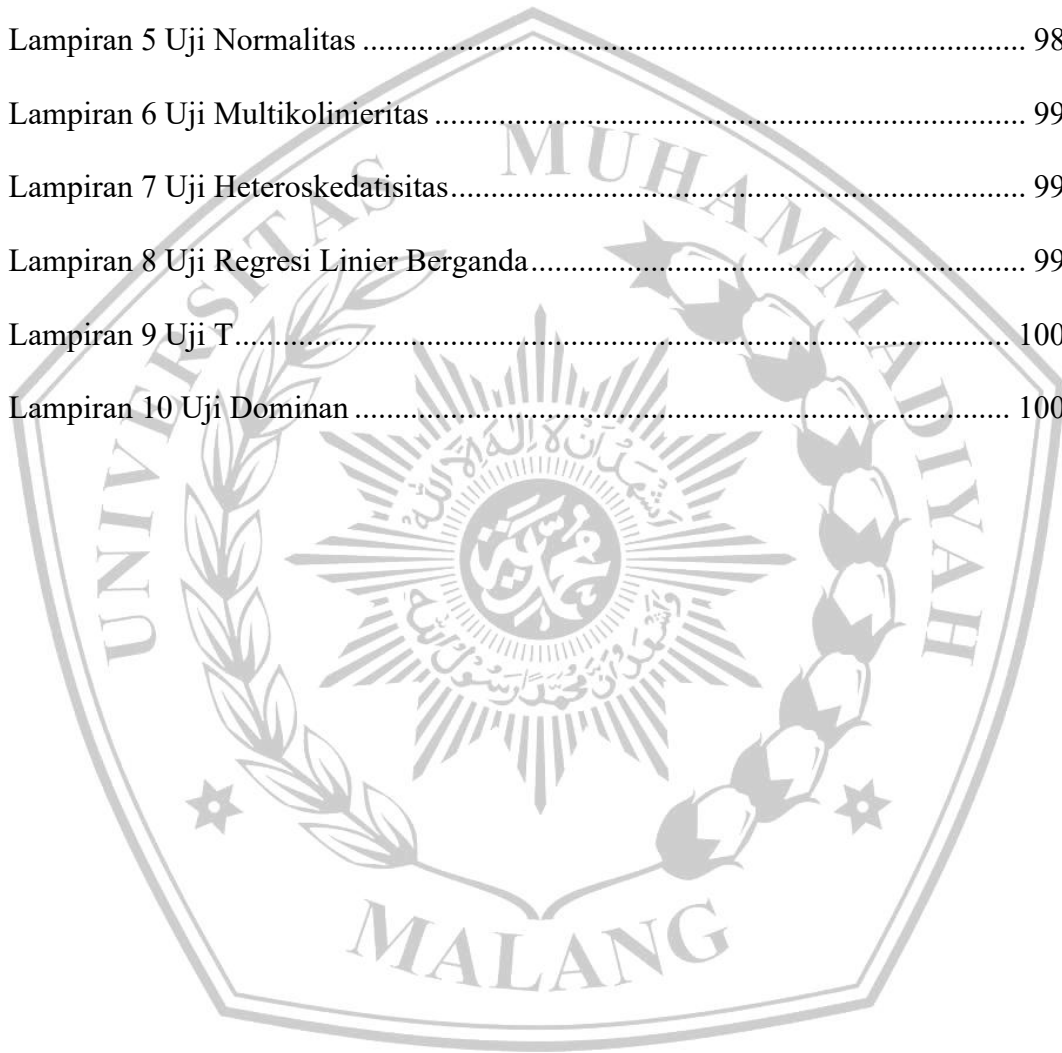 Lampiran 5 Uji Normalitas ................................................................................... 98
Lampiran 6 Uji Multikolinieritas .......................................................................... 99
Lampiran 7 Uji Heteroskedatisitas........................................................................ 99
Lampiran 8 Uji Regresi Linier Berganda.............................................................. 99
Lampiran 9 Uji T................................................................................................. 100
Lampiran 10 Uji Dominan .................................................................................. 100
UNIVERSITAS MUHAMMADIYAH
MALANG